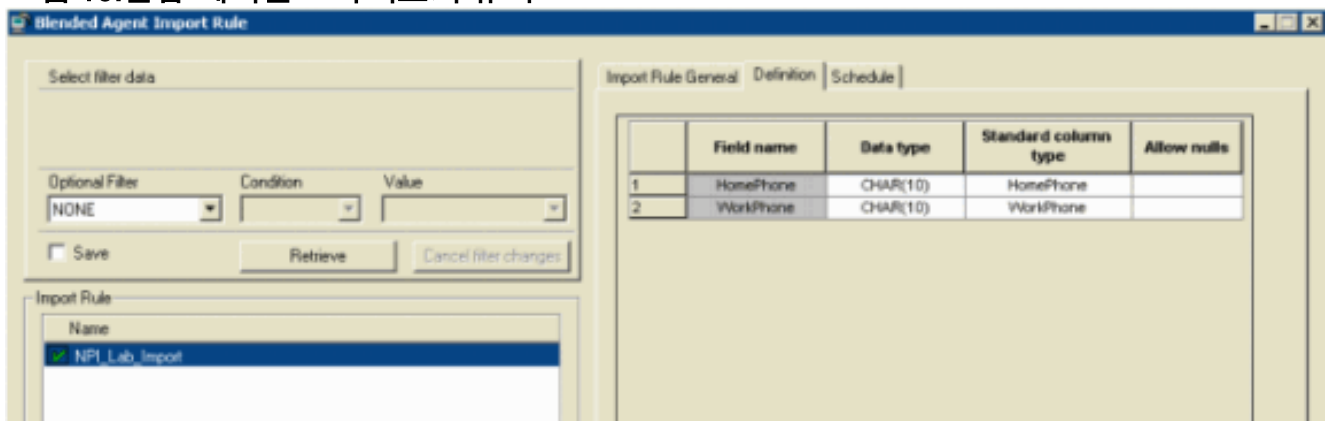 Blended Agent Import Rule
Select filter data
Optional Filter Condition Value
NONE
Save Retrieve Cancel filter changes
Import Rule
Name
NPI_Lab_Import
Import Rule General Definition Schedule
Field name Data type Standard column type Allow nulls
1 HomePhone CHAR(10) HomePhone
2 WorkPhone CHAR(10) WorkPhone